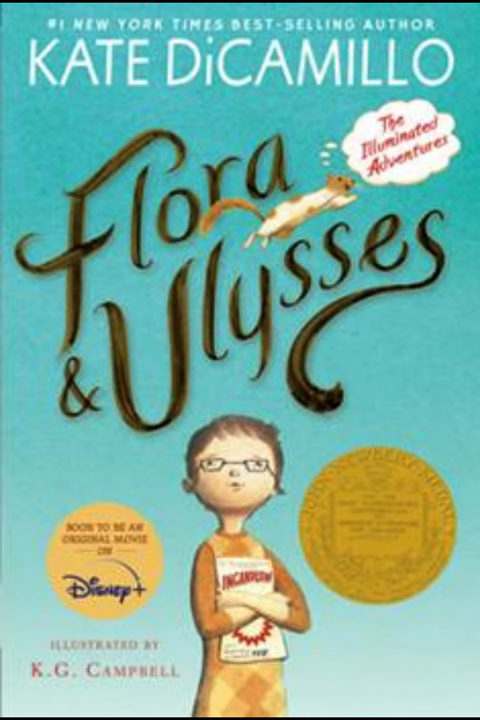 #1 NEW YORK TIMES BEST-SELLING AUTHOR
KATE DiCAMILLO
The
Illuminated
Adventures
Flora
& Ulysses
SOON TO BE AN
ORIGINAL MOVIE
ON
Disney+
ILLUSTRATED BY
K.G. CAMPBELL